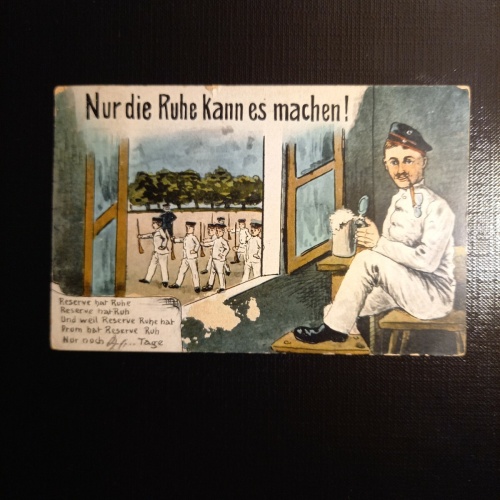 Nur die Ruhe kann es machen!
Reserve hat Ruhe
Reserve hat Ruh
Und weil Reserve Ruhe hat
Drom hat Reserve Ruh
Nur noch Tage